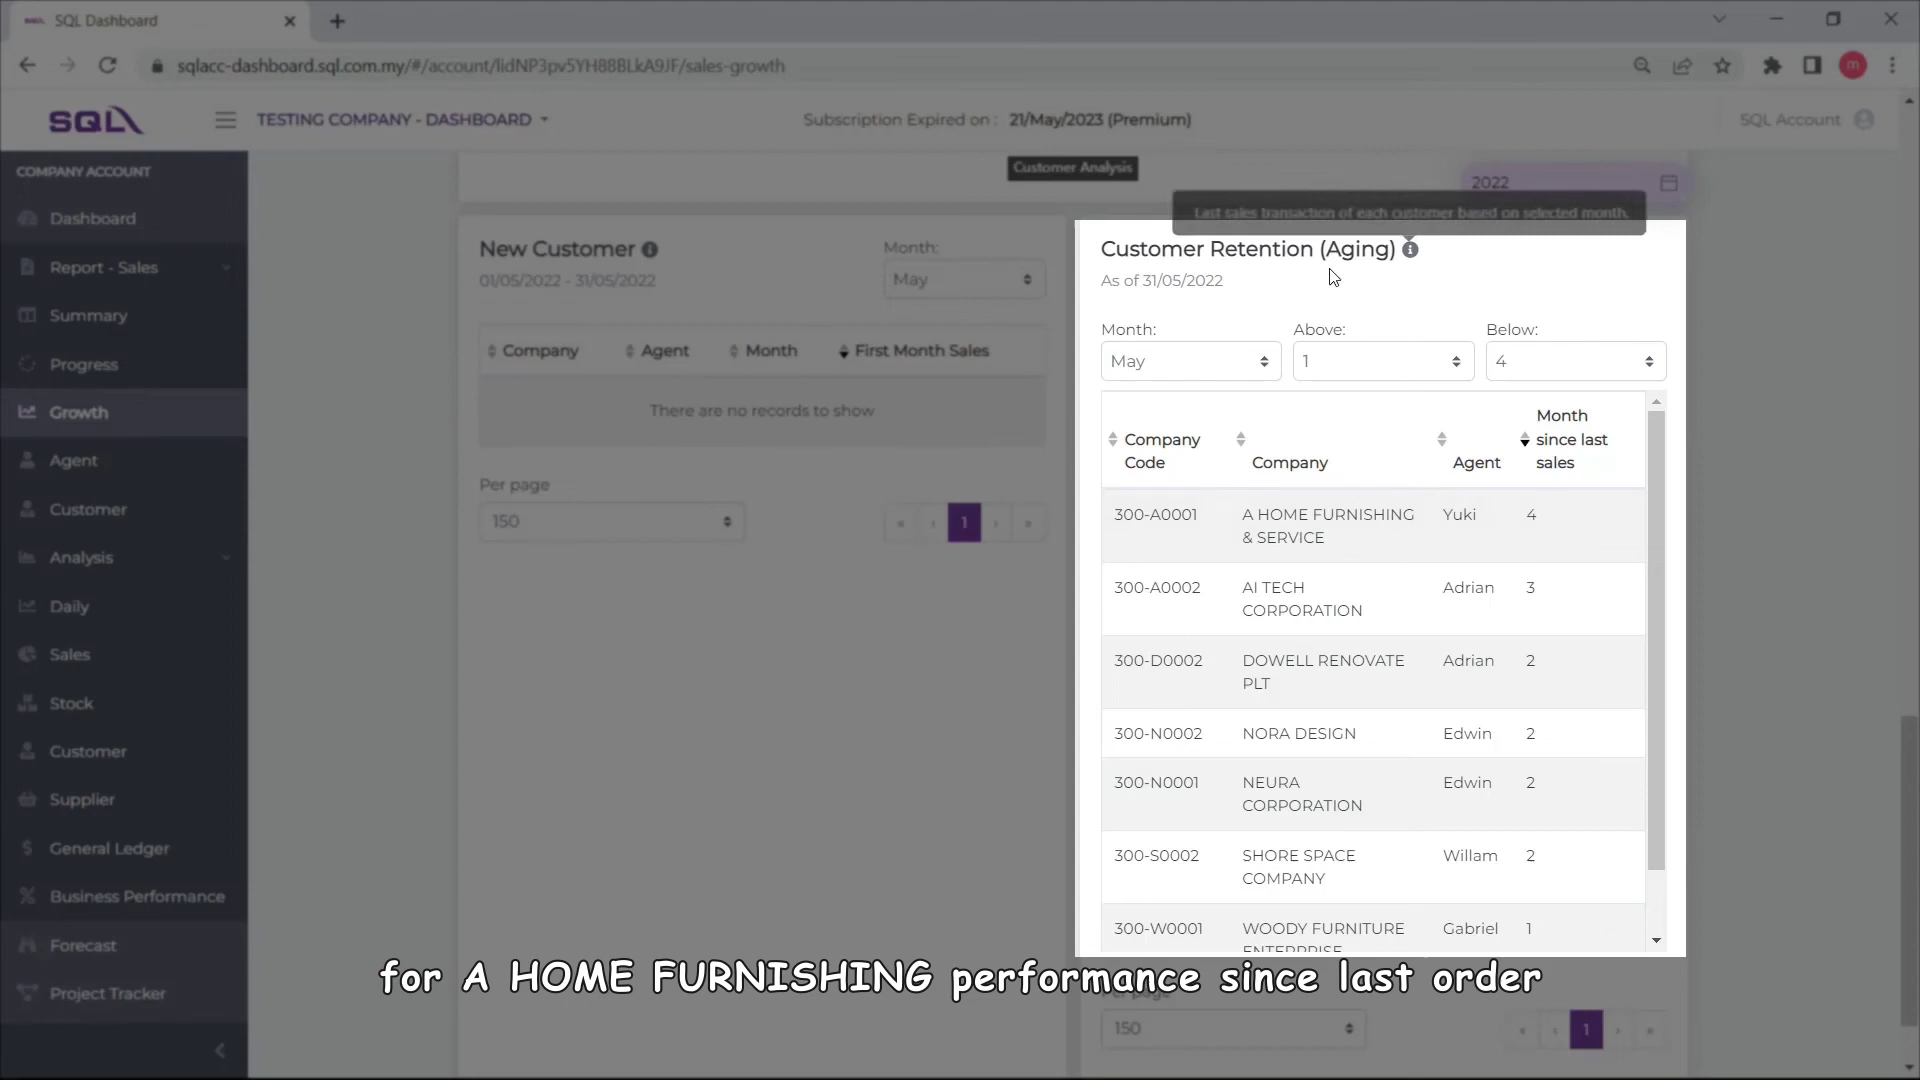 SQL Dashboard
sqlacc-dashboard.sql.com.my/#/account/lidNP3pv5YH88BLkA9JF/sales-growth
m
SQL
TESTING COMPANY - DASHBOARD
Subscription Expired on : 21/May/2023 (Premium)
SQL Account
COMPANY ACCOUNT
Dashboard
Report - Sales
Summary
Progress
Growth
Agent
Customer
Analysis
Daily
Sales
Stock
Customer
Supplier
$ General Ledger
Business Performance
Forecast
Project Tracker
Customer Analysis
2022
Last sales transaction of each customer based on selected month.
New Customer
01/05/2022 - 31/05/2022
Month:
May
Company Agent Month First Month Sales
There are no records to show
Per page
150
« ‹ 1 › »
Customer Retention (Aging)
As of 31/05/2022
Month: Above: Below:
May 1 4
Company Code Company Agent Month since last sales
300-A0001 A HOME FURNISHING & SERVICE Yuki 4
300-A0002 AI TECH CORPORATION Adrian 3
300-D0002 DOWELL RENOVATE PLT Adrian 2
300-N0002 NORA DESIGN Edwin 2
300-N0001 NEURA CORPORATION Edwin 2
300-S0002 SHORE SPACE COMPANY Willam 2
300-W0001 WOODY FURNITURE ENTERPRISE Gabriel 1
for A HOME FURNISHING performance since last order
Per page
150
« ‹ 1 › »